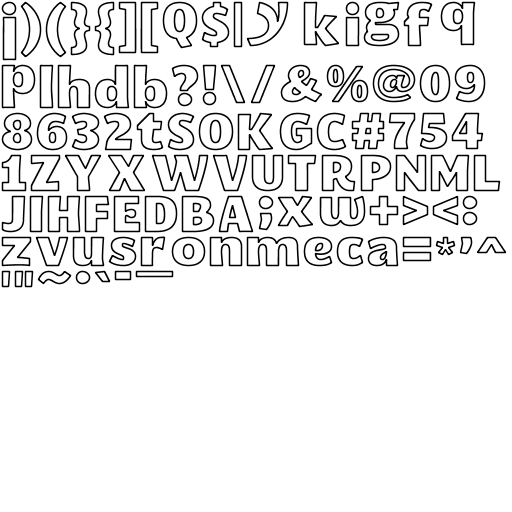 j)(}{][Q$|y kigfq
plhdb?!\/&%@09
8632tSOKGC#754
1ZYXWVUTRPNML
JIHFEDBA;xw+><:
zvusronmeca=*'^
"'~·`"-—